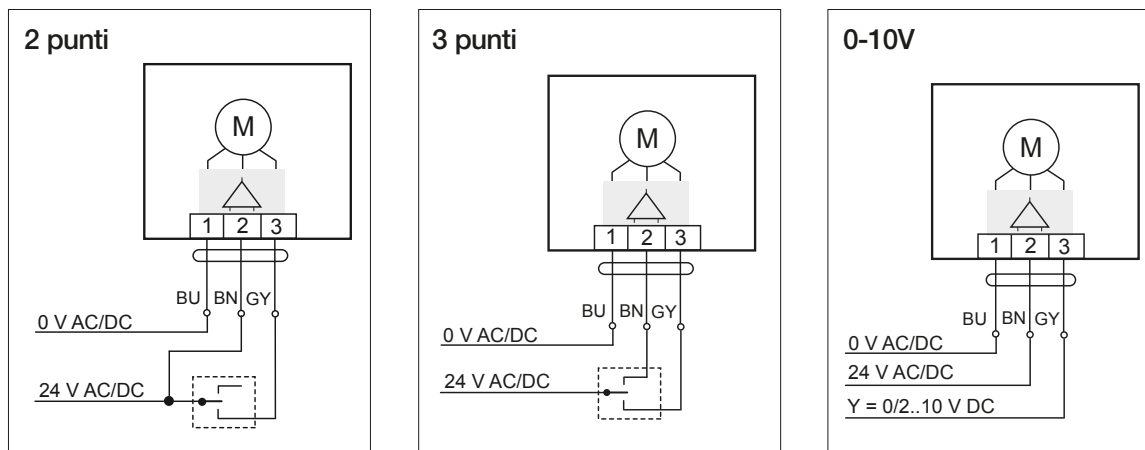 2 punti
M
1 2 3
BU BN GY
0 V AC/DC
24 V AC/DC
3 punti
M
1 2 3
BU BN GY
0 V AC/DC
24 V AC/DC
0-10V
M
1 2 3
BU BN GY
0 V AC/DC
24 V AC/DC
Y = 0/2..10 V DC